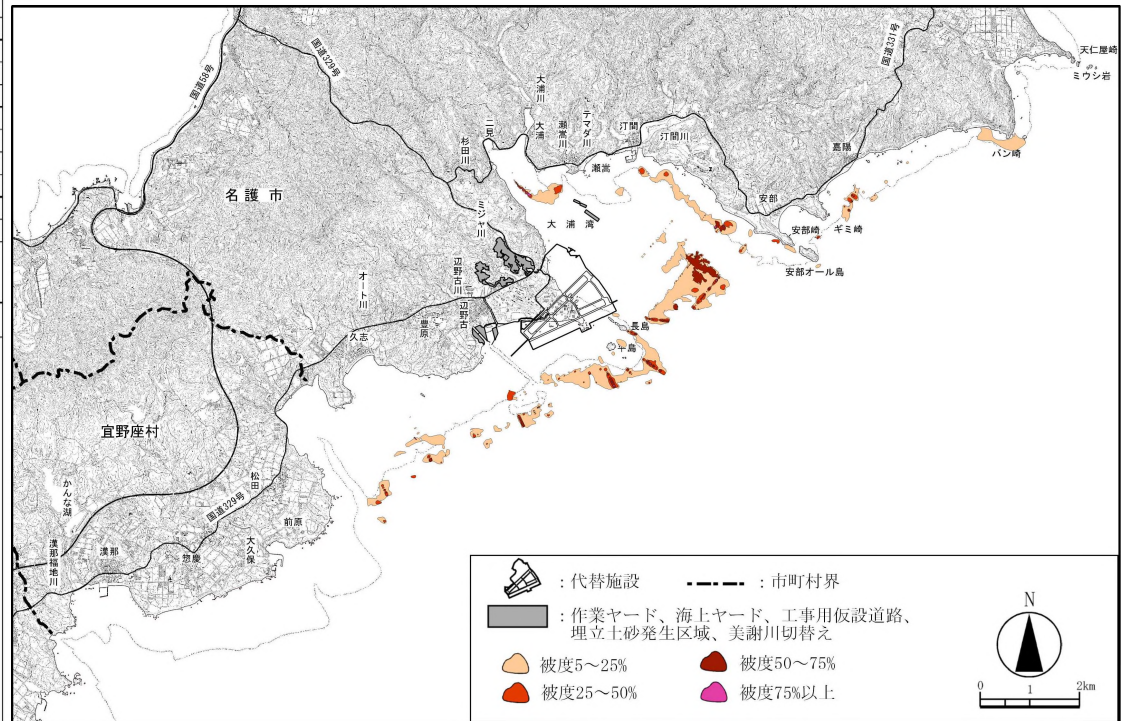 天仁屋崎
ミウシ岩
国道331号
国道58号
国道329号
大浦川
二見
大浦
瀬嵩川
テマダ川
汀間
汀間川
杉田川
瀬嵩
嘉陽
バン崎
名護市
大浦湾
安部
安部崎
ギミ崎
安部オール島
ミジャ川
辺野古川
辺野古
オート川
豊原
久志
長島
平島
宜野座村
かんな湖
松田
国道329号
前原
漢那福地川
漢那
惣慶
大久保
：代替施設
：市町村界
：作業ヤード、海上ヤード、工事用仮設道路、
埋立土砂発生区域、美謝川切替え
被度5～25%
被度50～75%
被度25～50%
被度75%以上
N
0 1 2km